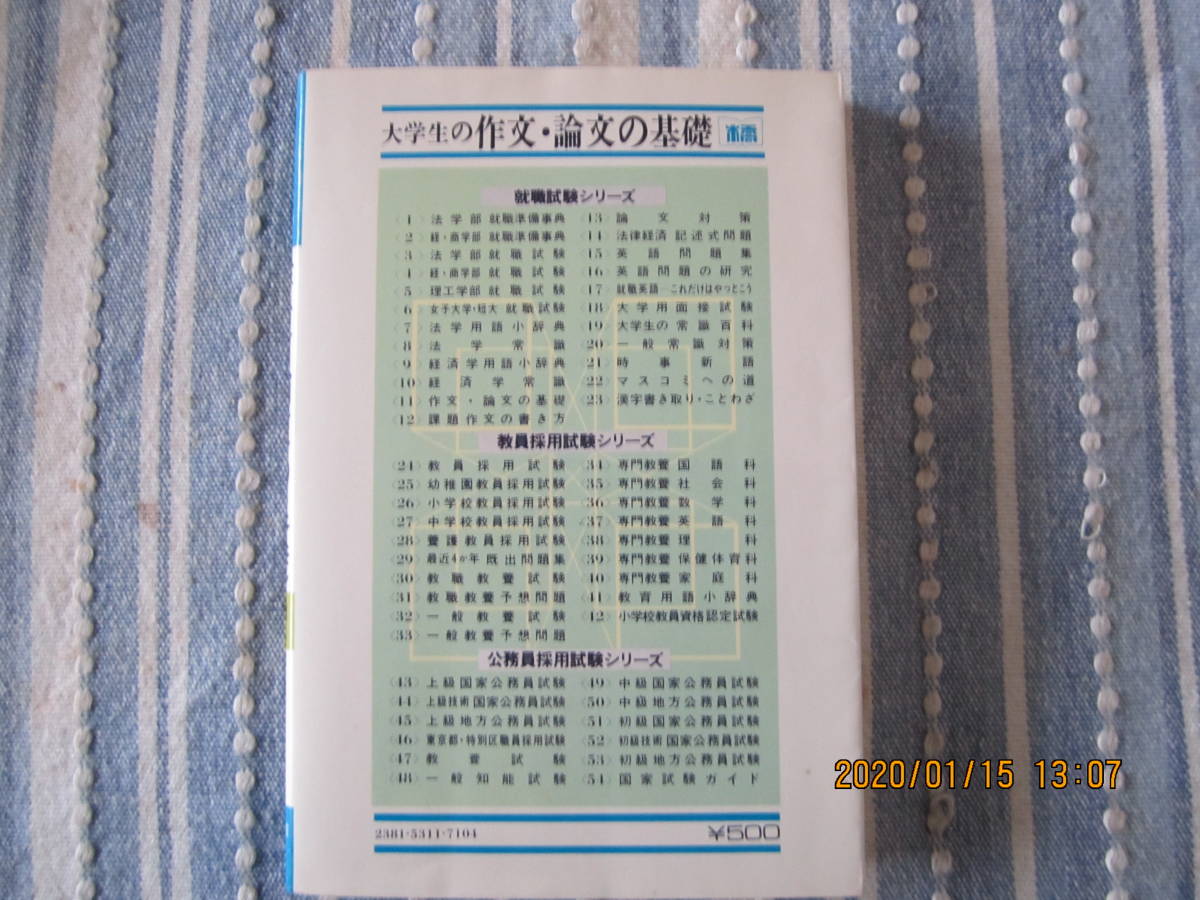 大学生の作文・論文の基礎
就職試験シリーズ
〈1〉法学部 就職準備事典
〈2〉経・商学部 就職準備事典
〈3〉法学部就職試験
〈4〉経・商学部 就職試験
〈5〉理工学部就職試験
〈6〉女子大学・短大 就職試験
〈7〉法学用語小辞典
〈8〉法学常識
〈9〉経済学用語小辞典
〈10〉経済学常識
〈11〉作文・論文の基礎
〈12〉課題作文の書き方
〈13〉論文対策
〈14〉法律経済 記述式問題
〈15〉英語問題集
〈16〉英語問題の研究
〈17〉就職英語―これだけはやっとこう
〈18〉大学用面接試験
〈19〉大学生の常識百科
〈20〉一般常識対策
〈21〉時事新語
〈22〉マスコミへの道
〈23〉漢字書き取り・ことわざ
教員採用試験シリーズ
〈24〉教員採用試験
〈25〉幼稚園教員採用試験
〈26〉小学校教員採用試験
〈27〉中学校教員採用試験
〈28〉養護教員採用試験
〈29〉最近4か年 既出問題集
〈30〉教職教養試験
〈31〉教職教養予想問題
〈32〉一般教養試験
〈33〉一般教養予想問題
〈34〉専門教養 国語科
〈35〉専門教養 社会科
〈36〉専門教養 数学科
〈37〉専門教養 英語科
〈38〉専門教養 理科
〈39〉専門教養 保健体育科
〈40〉専門教養 家庭科
〈41〉教育用語小辞典
〈42〉小学校教員資格認定試験
公務員採用試験シリーズ
〈43〉上級国家公務員試験
〈44〉上級技術 国家公務員試験
〈45〉上級地方公務員試験
〈46〉東京都・特別区職員採用試験
〈47〉教養試験
〈48〉一般知能試験
〈49〉中級国家公務員試験
〈50〉中級地方公務員試験
〈51〉初級国家公務員試験
〈52〉初級技術 国家公務員試験
〈53〉初級地方公務員試験
〈54〉国家試験ガイド
2381-5311-7104
¥500
2020/01/15 13:07